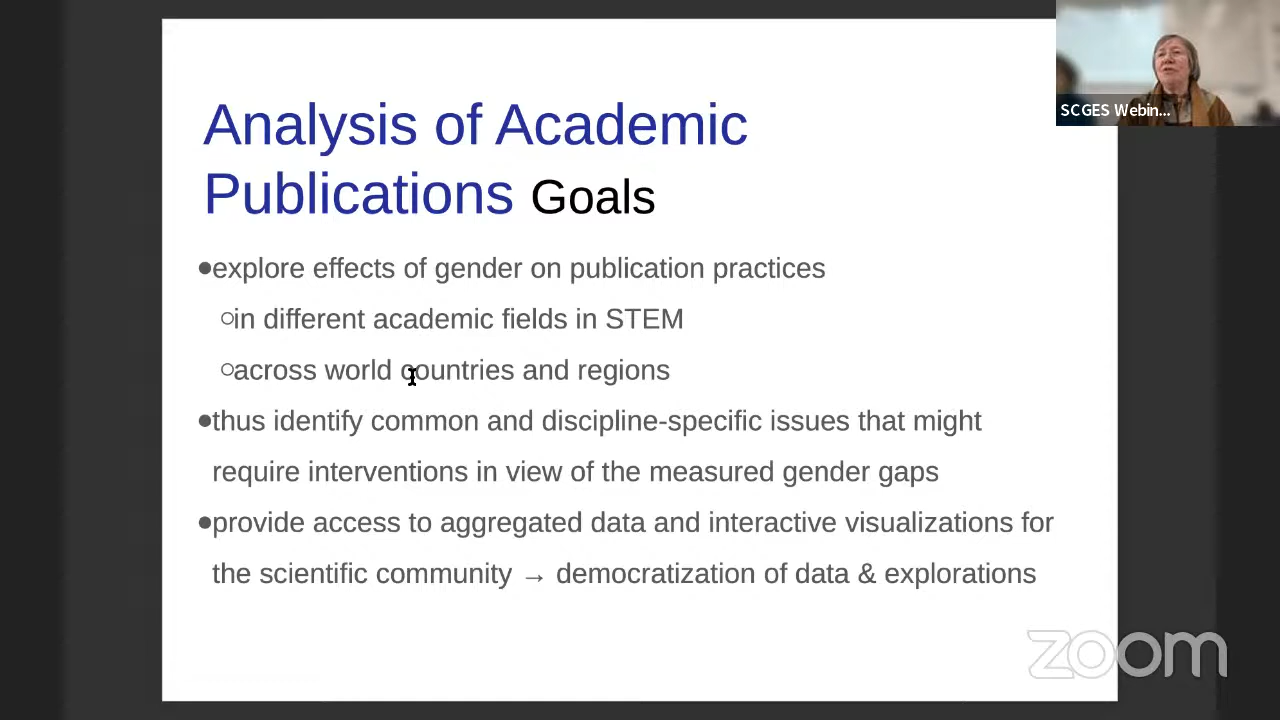 SCGES Webin...
Analysis of Academic
Publications Goals
●explore effects of gender on publication practices
○in different academic fields in STEM
○across world countries and regions
●thus identify common and discipline-specific issues that might
require interventions in view of the measured gender gaps
●provide access to aggregated data and interactive visualizations for
the scientific community → democratization of data & explorations
zoom